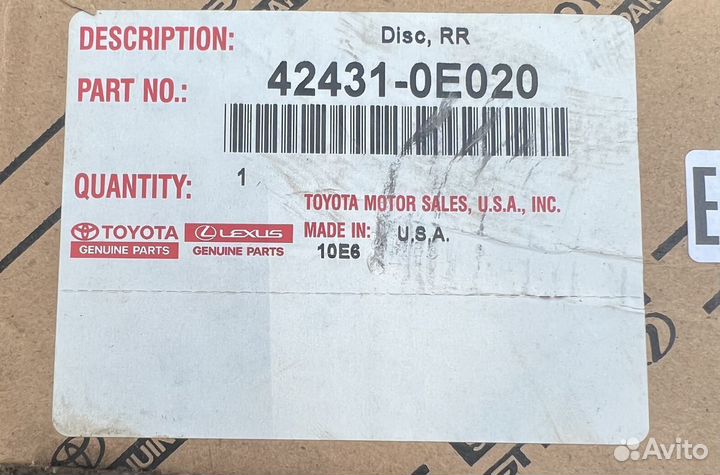 DESCRIPTION: Disc, RR
PART NO.: 42431-0E020
QUANTITY: 1
TOYOTA MOTOR SALES, U.S.A., INC.
TOYOTA LEXUS MADE IN: U.S.A.
GENUINE PARTS GENUINE PARTS 10E6
E
Avito